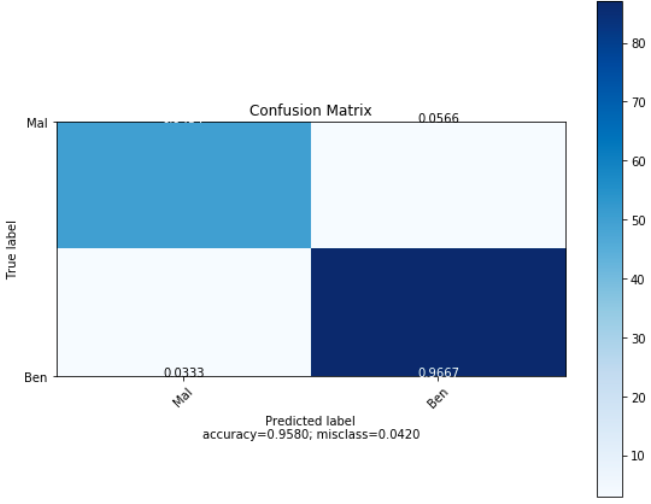 Confusion Matrix
Mal
0.0566
True label
Ben
0.0333
0.9667
Mal
Ben
Predicted label
accuracy=0.9580; misclass=0.0420
80
70
60
50
40
30
20
10